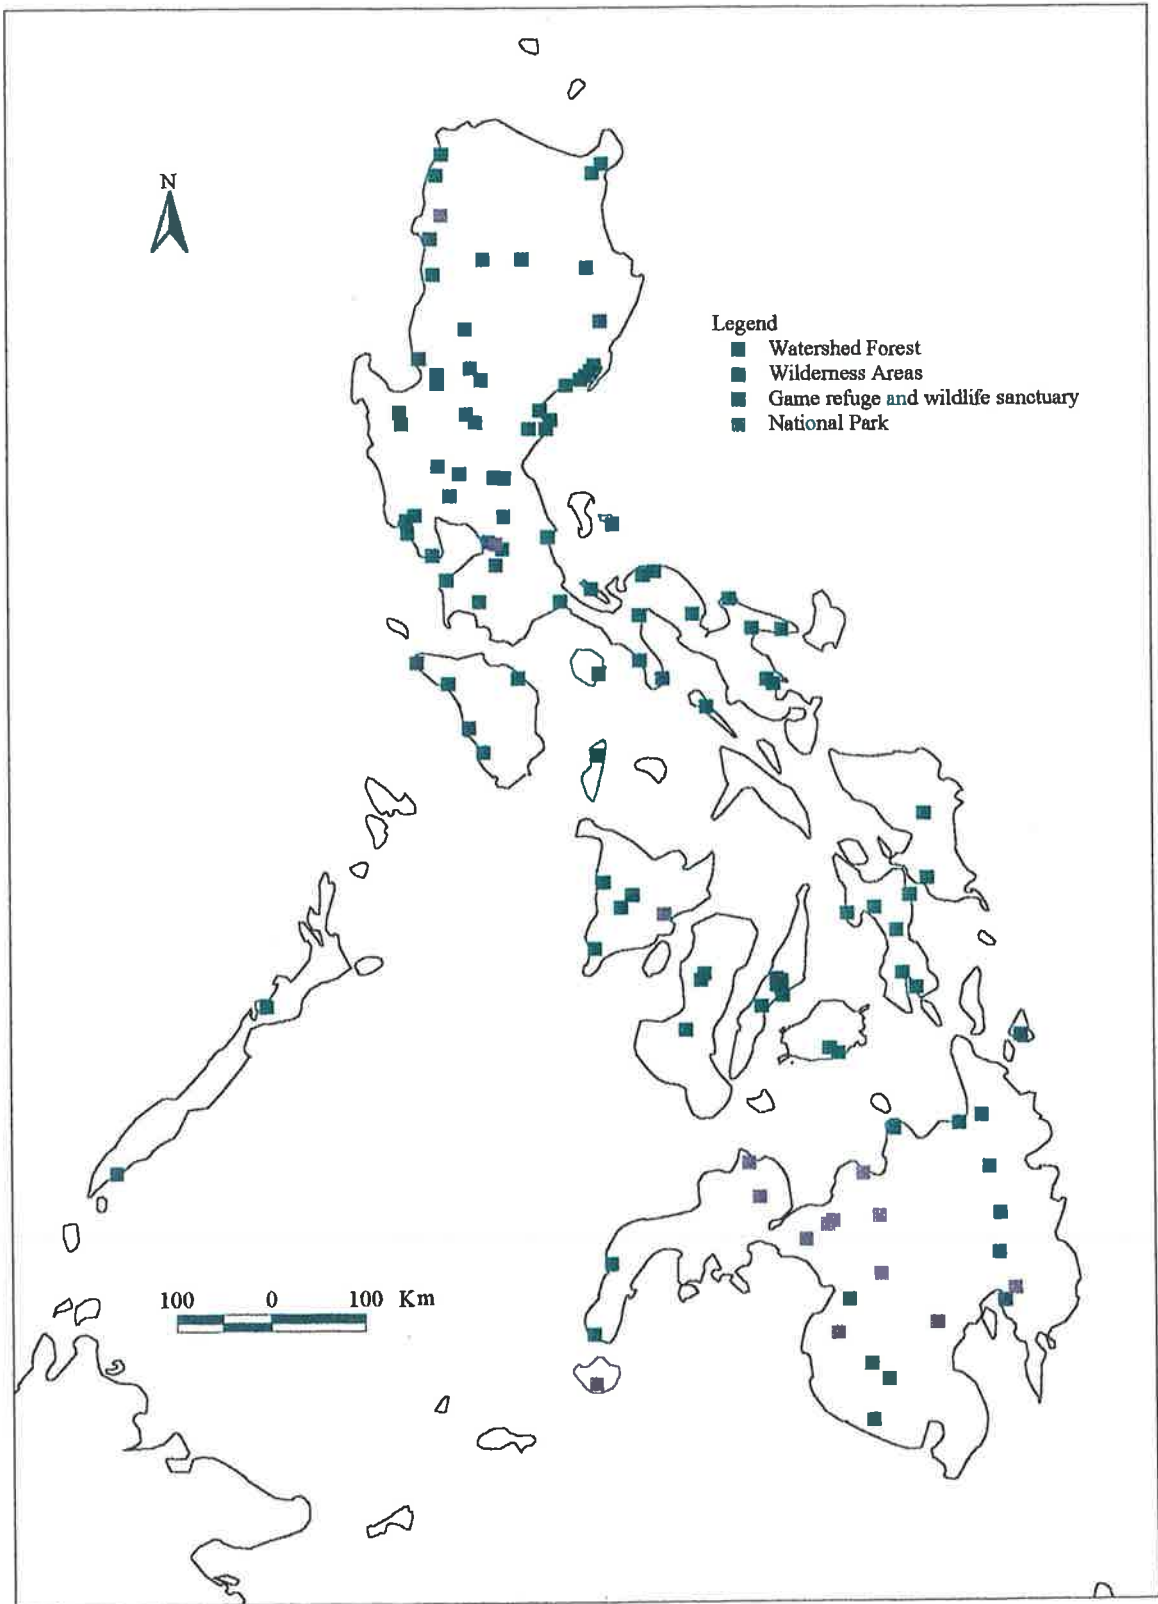 N
Legend
Watershed Forest
Wilderness Areas
Game refuge and wildlife sanctuary
National Park
100 0 100 Km